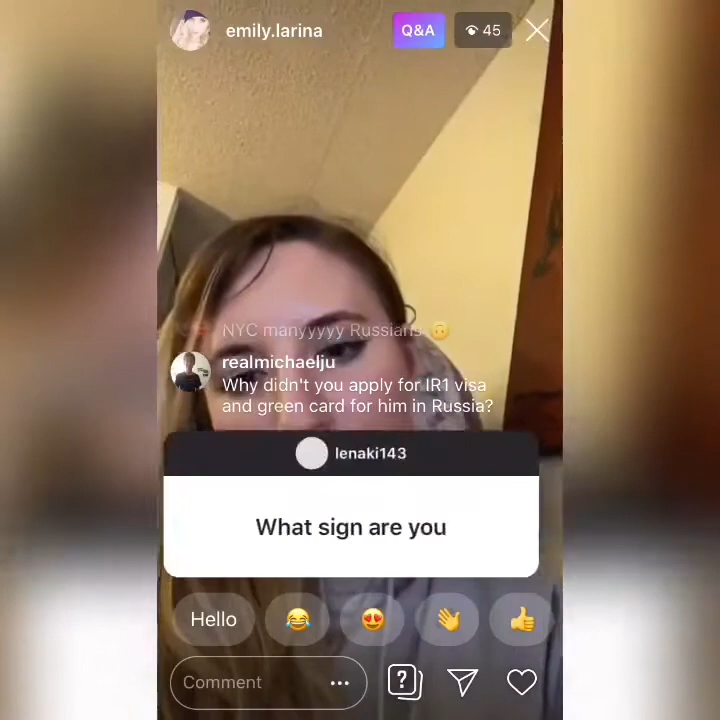 emily.larina
Q&A
45
NYC manyyyyy Russians 🙃
realmichaelju
Why didn't you apply for IR1 visa
and green card for him in Russia?
lenaki143
What sign are you
Hello
😂
😍
👋
👍
Comment